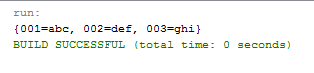 run:
{001=abc, 002=def, 003=ghi}
BUILD SUCCESSFUL (total time: 0 seconds)